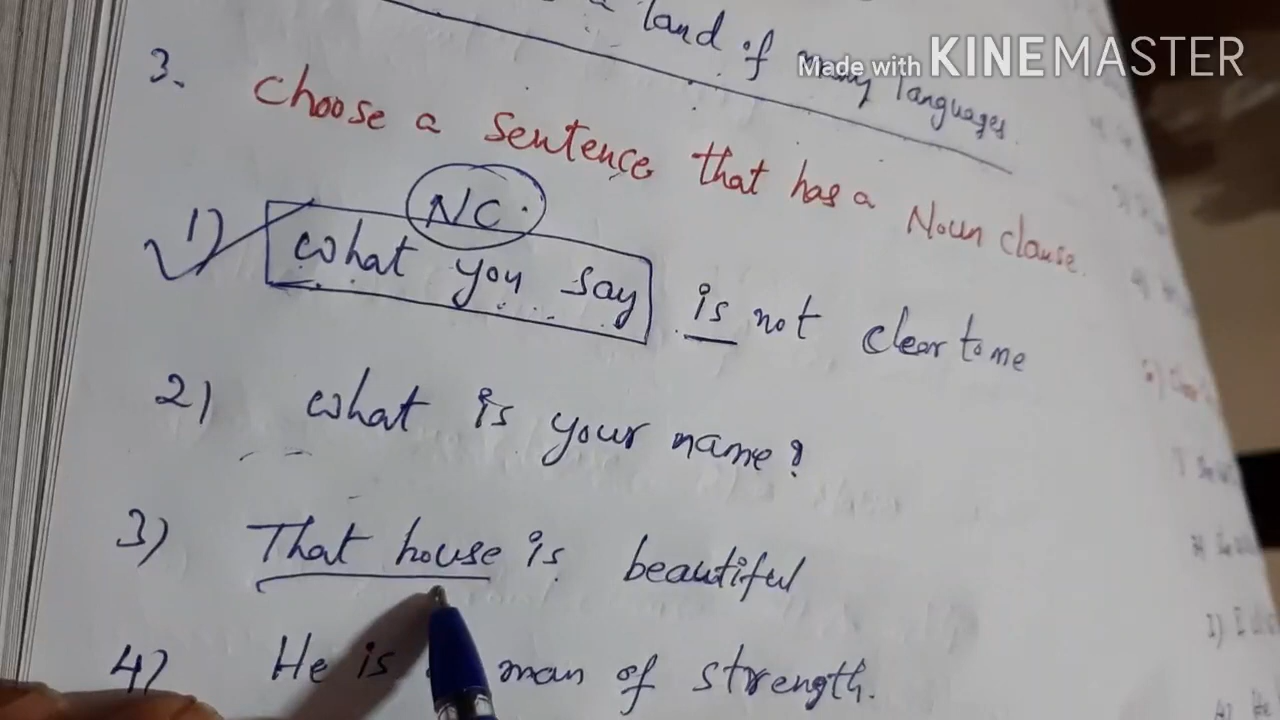 land of many languages
Made with KINEMASTER
3. Choose a Sentence that has a Noun clause.
NC.
1) What you say is not clear to me
2) What is your name?
3) That house is beautiful
4) He is man of strength.